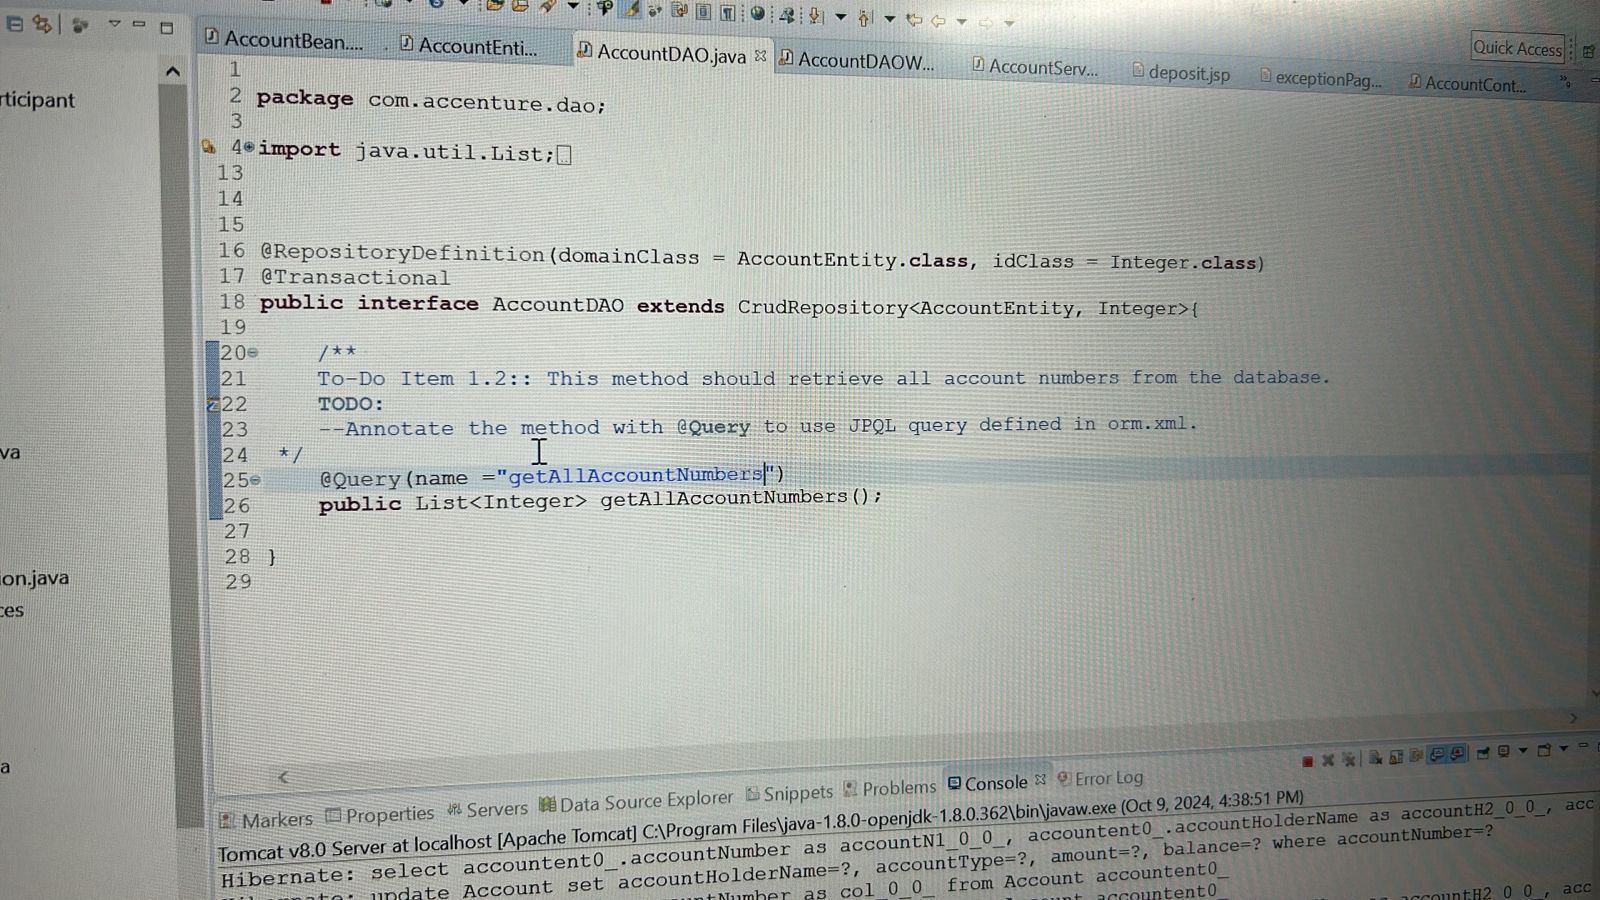 Quick Access
AccountBean....
AccountEnti...
AccountDAO.java
AccountDAOW...
AccountServ...
deposit.jsp
exceptionPag...
AccountCont...
rticipant
va
ion.java
ces
a
1
2 package com.accenture.dao;
3
4 import java.util.List;
13
14
15
16 @RepositoryDefinition(domainClass = AccountEntity.class, idClass = Integer.class)
17 @Transactional
18 public interface AccountDAO extends CrudRepository<AccountEntity, Integer>{
19
20 /**
21 To-Do Item 1.2:: This method should retrieve all account numbers from the database.
22 TODO:
23 --Annotate the method with @Query to use JPQL query defined in orm.xml.
24 */
25 @Query(name ="getAllAccountNumbers")
26 public List<Integer> getAllAccountNumbers();
27
28 }
29
Markers Properties Servers Data Source Explorer Snippets Problems Console Error Log
Tomcat v8.0 Server at localhost [Apache Tomcat] C:\Program Files\java-1.8.0-openjdk-1.8.0.362\bin\javaw.exe (Oct 9, 2024, 4:38:51 PM)
Hibernate: select accountent0_.accountNumber as accountN1_0_0_, accountent0_.accountHolderName as accountH2_0_0_, acc
update Account set accountHolderName=?, accountType=?, amount=?, balance=? where accountNumber=?
as col_0_0_ from Account accountent0_
accountent0_ accountH2_0_0_, acc